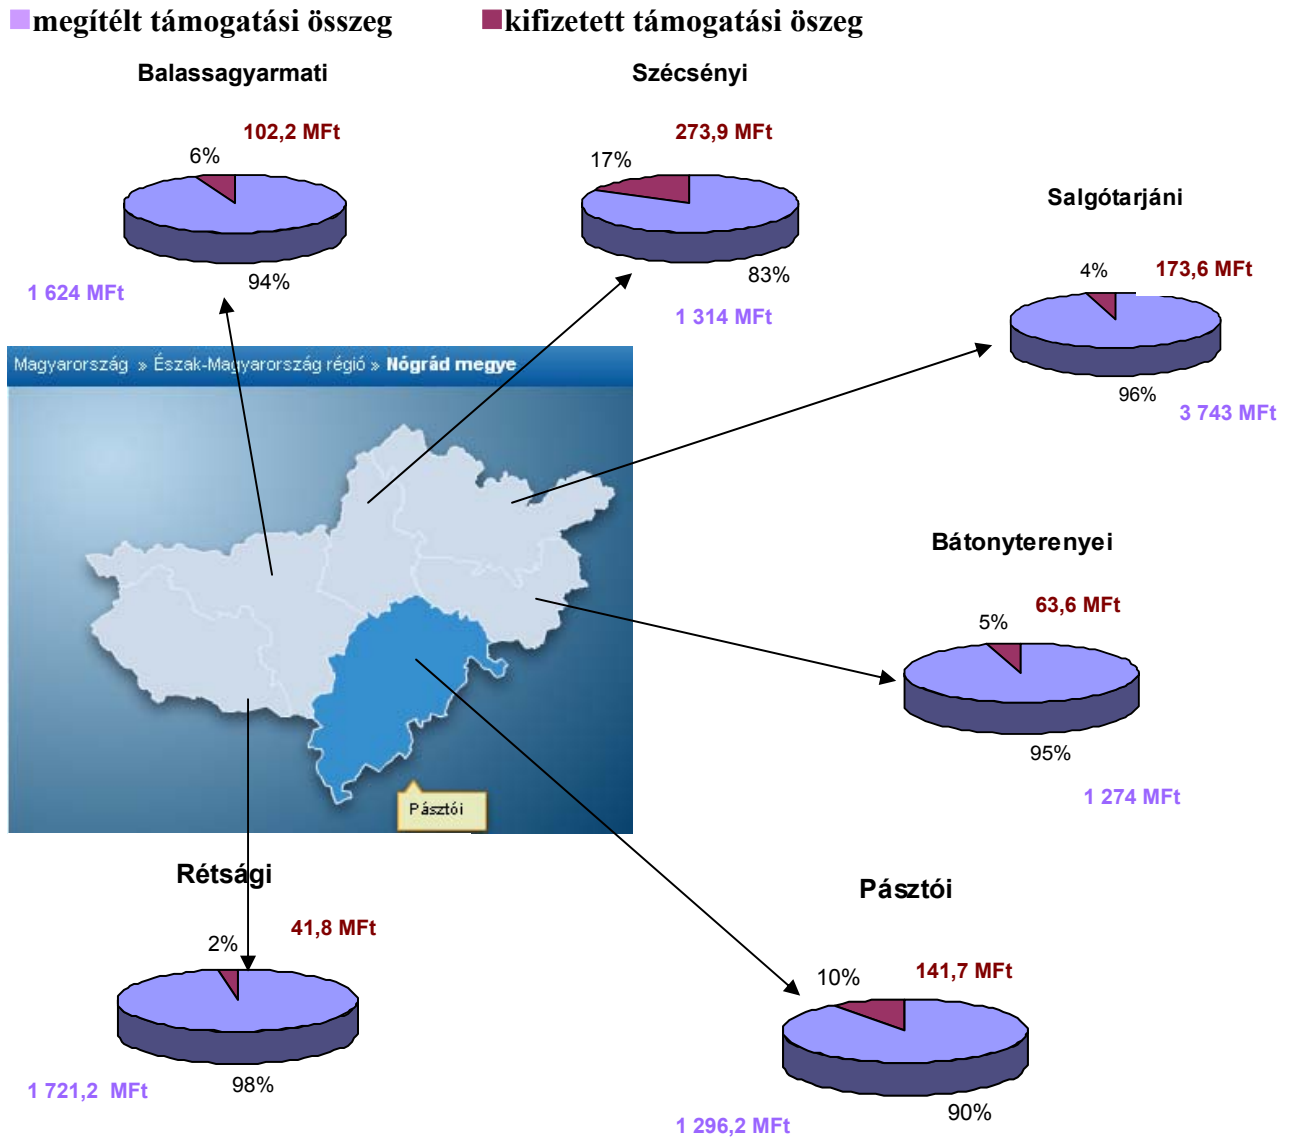 megítélt támogatási összeg
kifizetett támogatási öszeg
Balassagyarmati
102,2 MFt
6%
94%
1 624 MFt
Szécsényi
273,9 MFt
17%
83%
1 314 MFt
Salgótarjáni
4%
173,6 MFt
96%
3 743 MFt
Magyarország » Észak-Magyarország régió » Nógrád megye
Pásztói
Bátonyterenyei
63,6 MFt
5%
95%
1 274 MFt
Rétsági
41,8 MFt
2%
98%
1 721,2 MFt
Pásztói
141,7 MFt
10%
90%
1 296,2 MFt